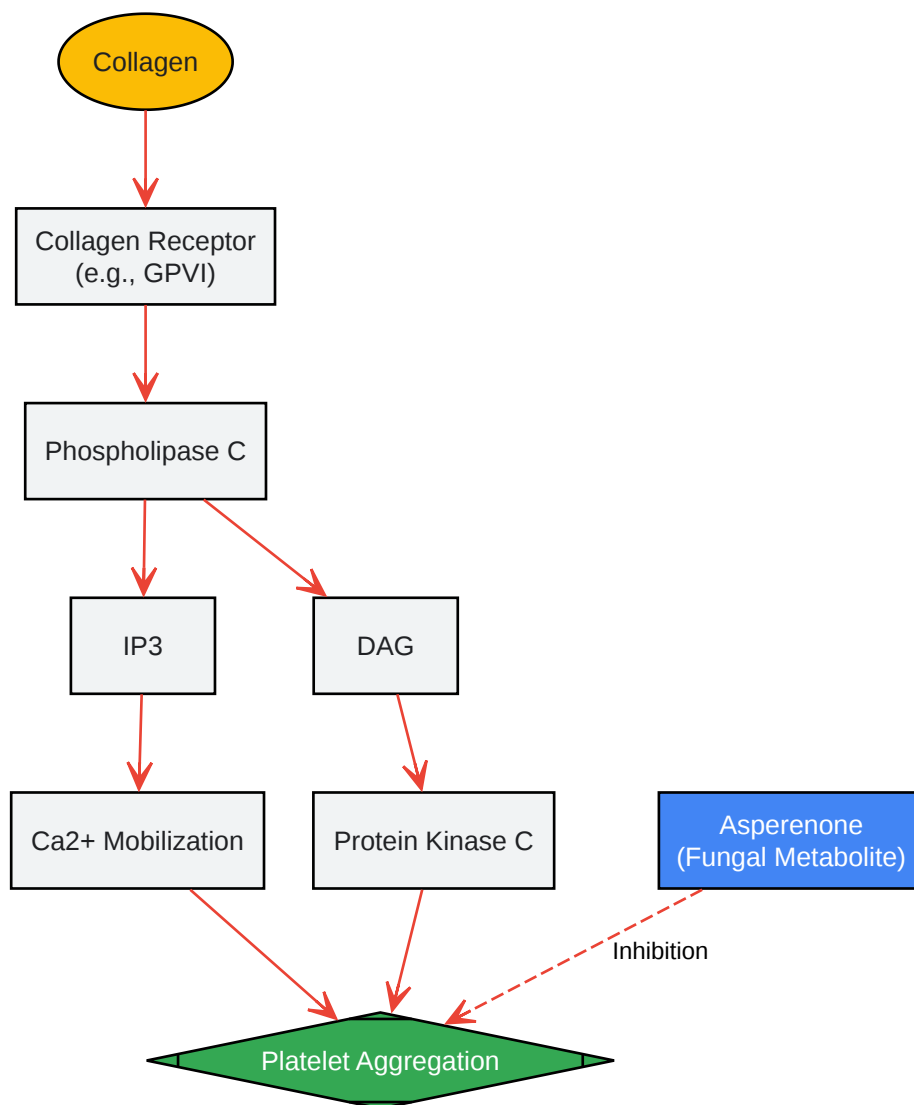 Collagen
Collagen Receptor
(e.g., GPVI)
Phospholipase C
IP3
DAG
Ca2+ Mobilization
Protein Kinase C
Asperenone
(Fungal Metabolite)
Inhibition
Platelet Aggregation